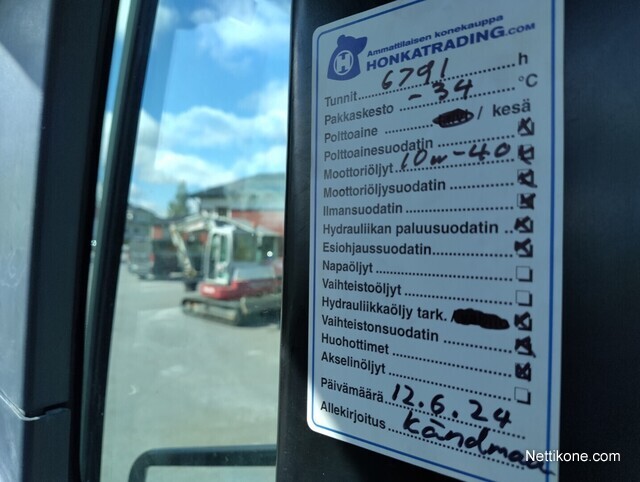 Ammattilaisen konekauppa
HONKATRADING.COM
Tunnit 6791 h
Pakkaskesto -34 °C
Polttoaine / kesä
Polttoainesuodatin
Moottoriöljyt 10w-40
Moottoriöljysuodatin
Ilmansuodatin
Hydrauliikan paluusuodatin
Esiohjaussuodatin
Napaöljyt
Vaihteistoöljyt
Hydrauliikkaöljy tark. /
Vaihteistonsuodatin
Huohottimet
Akselinöljyt
Päivämäärä 12.6.24
Allekirjoitus
Nettikone.com